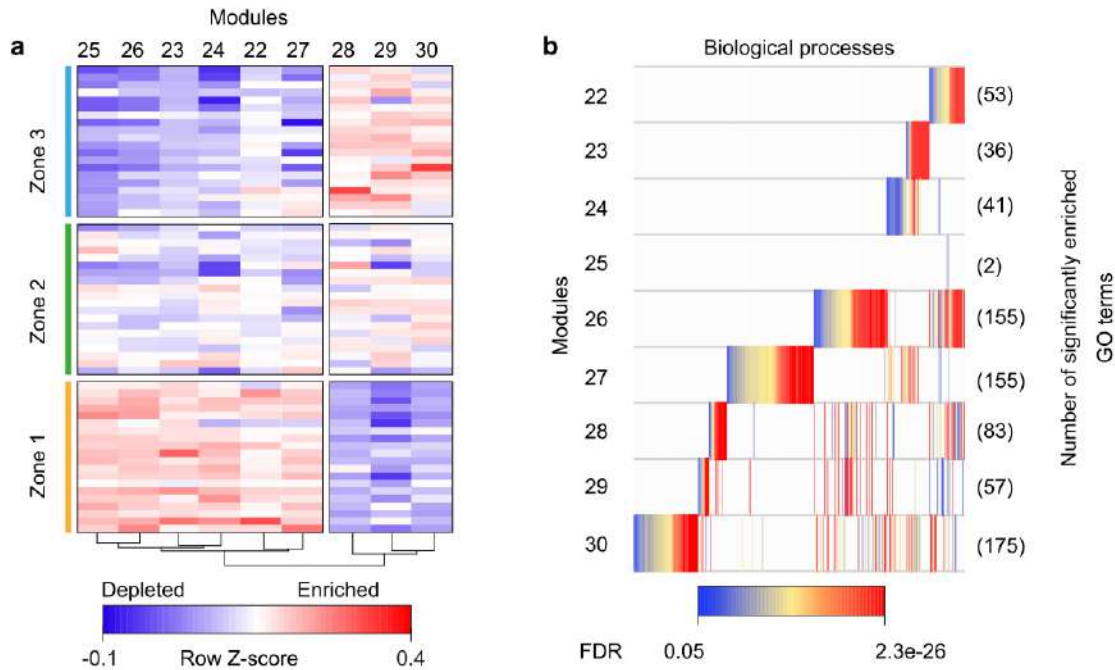 Modules
a
25 26 23 24 22 27 28 29 30
Zone 3
Zone 2
Zone 1
Depleted Enriched
-0.1 Row Z-score 0.4
b
Biological processes
Modules
22 (53)
23 (36)
24 (41)
25 (2)
26 (155)
27 (155)
28 (83)
29 (57)
30 (175)
Number of significantly enriched
GO terms
FDR 0.05 2.3e-26